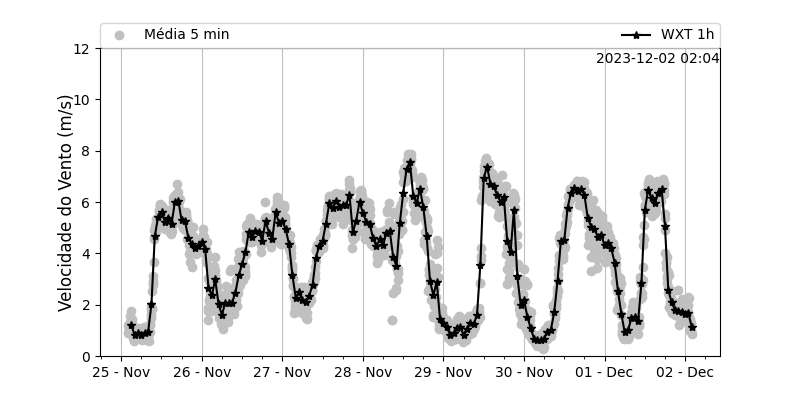 Média 5 min
WXT 1h
2023-12-02 02:04
Velocidade do Vento (m/s)
12
10
8
6
4
2
0
25 - Nov
26 - Nov
27 - Nov
28 - Nov
29 - Nov
30 - Nov
01 - Dec
02 - Dec